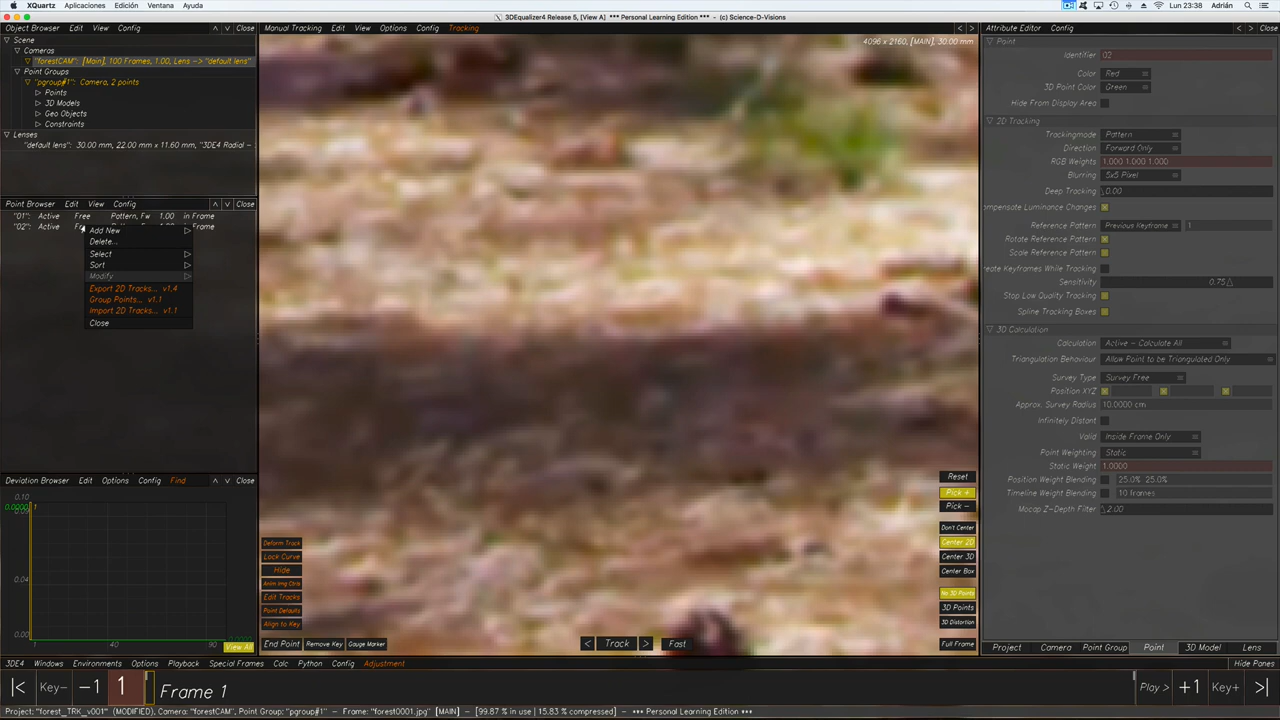 XQuartz Aplicaciones Edición Ventana Ayuda Lun 23:38 Adrián
3DEqualizer4 Release 5, [View A] *** Personal Learning Edition *** - (c) Science-D-Visions
Object Browser Edit View Config Close
Scene
Cameras
"forestCAM": [Main], 100 Frames, 1.00, Lens -> "default lens"
Point Groups
"pgroup#1": Camera, 2 points
Points
3D Models
Geo Objects
Constraints
Lenses
"default lens": 30.00 mm, 22.00 mm x 11.60 mm, "3DE4 Radial -
Point Browser Edit View Config Close
"01": Active Free Pattern, Fw 1.00 in Frame
"02": Active Frame
Add New
Delete...
Select
Sort
Modify
Export 2D Tracks... v1.4
Group Points... v1.1
Import 2D Tracks... v1.1
Close
Deviation Browser Edit Options Config Find Close
0.10
0.0000
1
0.04
0.00
1 40 90
View All
Manual Tracking Edit View Options Config Tracking
4096 x 2160, [MAIN], 30.00 mm
Deform Track
Lock Curve
Hide
Anim Img Ctrls
Edit Tracks
Point Defaults
Align to Key
End Point Remove Key Gauge Marker
< Track > Fast
Reset
Pick +
Pick -
Don't Center
Center 2D
Center 3D
Center Box
No 3D Points
3D Points
3D Distortion
Full Frame
Attribute Editor Config < > Close
Point
Identifier 02
Color Red
3D Point Color Green
Hide From Display Area
2D Tracking
Trackingmode Pattern
Direction Forward Only
RGB Weights 1.000 1.000 1.000
Blurring 5x5 Pixel
Deep Tracking 0.00
ompensate Luminance Changes
Reference Pattern Previous Keyframe 1
Rotate Reference Pattern
Scale Reference Pattern
reate Keyframes While Tracking
Sensitivity 0.75
Stop Low Quality Tracking
Spline Tracking Boxes
3D Calculation
Calculation Active - Calculate All
Triangulation Behaviour Allow Point to be Triangulated Only
Survey Type Survey Free
Position XYZ
Approx. Survey Radius 10.0000 cm
Infinitely Distant
Valid Inside Frame Only
Point Weighting Static
Static Weight 1.0000
Position Weight Blending 25.0% 25.0%
Timeline Weight Blending 10 frames
Mocap Z-Depth Filter 2.00
Project Camera Point Group Point 3D Model Lens
3DE4 Windows Environments Options Playback Special Frames Calc Python Config Adjustment Hide Panes
|< Key- -1 1 Frame 1 Play > +1 Key+ >|
Project: "forest_TRK_v001" (MODIFIED), Camera: "forestCAM", Point Group: "pgroup#1" - Frame: "forest0001.jpg" [MAIN] - [99.87 % in use | 15.83 % compressed] - *** Personal Learning Edition ***